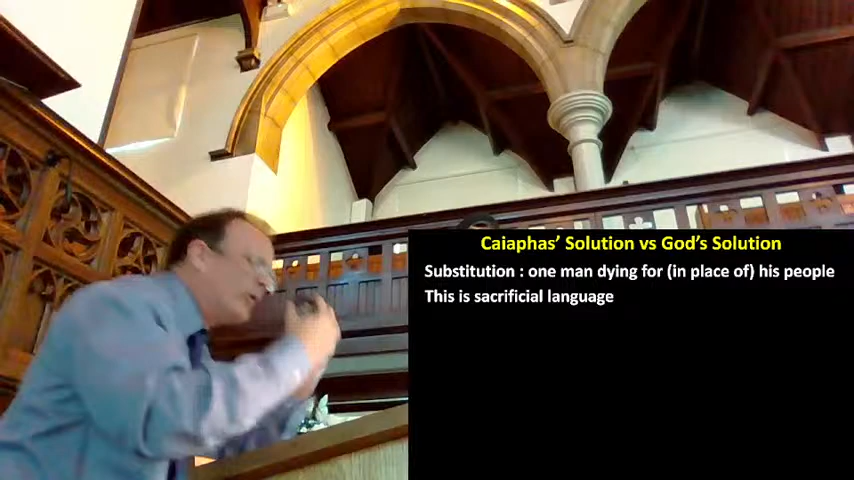 Caiaphas' Solution vs God's Solution
Substitution : one man dying for (in place of) his people
This is sacrificial language